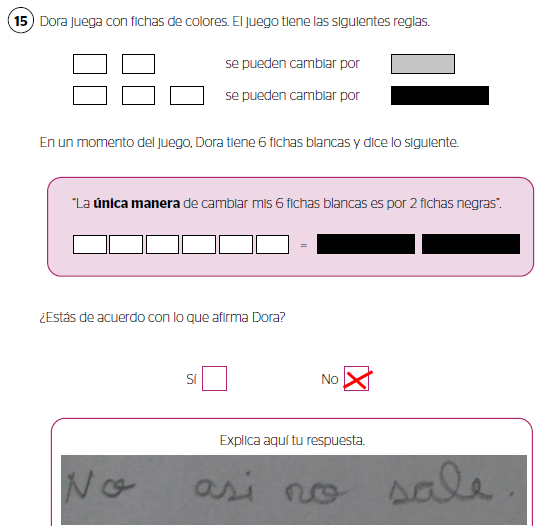 15 Dora juega con fichas de colores. El juego tiene las siguientes reglas.
se pueden cambiar por
se pueden cambiar por
En un momento del juego, Dora tiene 6 fichas blancas y dice lo siguiente.
"La única manera de cambiar mis 6 fichas blancas es por 2 fichas negras".
=
¿Estás de acuerdo con lo que afirma Dora?
Sí No
Explica aquí tu respuesta.
No asi no sale.